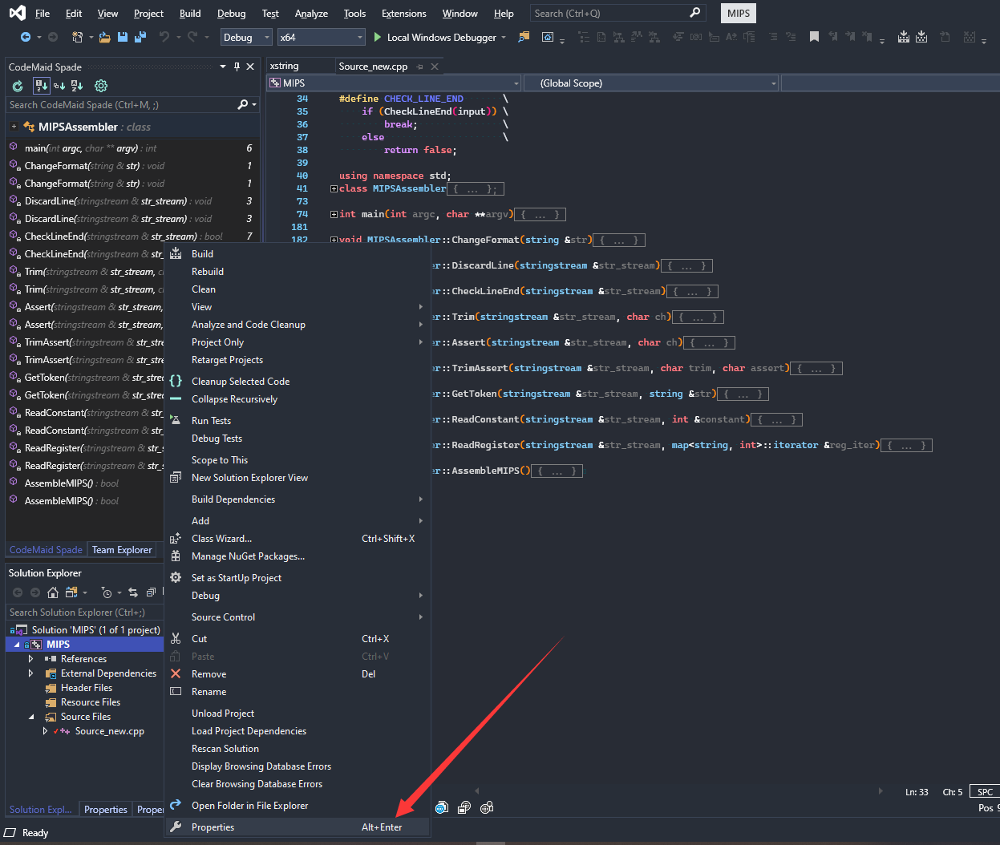 File Edit View Project Build Debug Test Analyze Tools Extensions Window Help Search (Ctrl+Q) MIPS
Debug x64 Local Windows Debugger
CodeMaid Spade
Search CodeMaid Spade (Ctrl+M, ;)
MIPSAssembler : class
main(int argc, char ** argv) : int 6
ChangeFormat(string & str) : void 1
ChangeFormat(string & str) : void 1
DiscardLine(stringstream & str_stream) : void 3
DiscardLine(stringstream & str_stream) : void 3
CheckLineEnd(stringstream & str_stream) : bool 7
CheckLineEnd(stringstream & str_
Trim(stringstream & str_stream, c
Trim(stringstream & str_stream, c
Assert(stringstream & str_stream,
Assert(stringstream & str_stream,
TrimAssert(stringstream & str_stre
TrimAssert(stringstream & str_stre
GetToken(stringstream & str_strea
GetToken(stringstream & str_strea
ReadConstant(stringstream & str_
ReadConstant(stringstream & str_
ReadRegister(stringstream & str_s
ReadRegister(stringstream & str_s
AssembleMIPS() : bool
AssembleMIPS() : bool
CodeMaid Spade Team Explorer
Solution Explorer
Search Solution Explorer (Ctrl+;)
Solution 'MIPS' (1 of 1 project)
MIPS
References
External Dependencies
Header Files
Resource Files
Source Files
Source_new.cpp
Solution Expl... Properties Proper
Ready
xstring Source_new.cpp
MIPS (Global Scope)
34 #define CHECK_LINE_END \
35 if (CheckLineEnd(input)) \
36 break; \
37 else \
38 return false;
39
40 using namespace std;
41 class MIPSAssembler { ... };
73
74 int main(int argc, char **argv) { ... }
181
182 void MIPSAssembler::ChangeFormat(string &str) { ... }
er::DiscardLine(stringstream &str_stream) { ... }
er::CheckLineEnd(stringstream &str_stream) { ... }
er::Trim(stringstream &str_stream, char ch) { ... }
er::Assert(stringstream &str_stream, char ch) { ... }
er::TrimAssert(stringstream &str_stream, char trim, char assert) { ... }
er::GetToken(stringstream &str_stream, string &str) { ... }
er::ReadConstant(stringstream &str_stream, int &constant) { ... }
er::ReadRegister(stringstream &str_stream, map<string, int>::iterator &reg_iter) { ... }
er::AssembleMIPS() { ... }
Build
Rebuild
Clean
View
Analyze and Code Cleanup
Project Only
Retarget Projects
Cleanup Selected Code
Collapse Recursively
Run Tests
Debug Tests
Scope to This
New Solution Explorer View
Build Dependencies
Add
Class Wizard... Ctrl+Shift+X
Manage NuGet Packages...
Set as StartUp Project
Debug
Source Control
Cut Ctrl+X
Paste Ctrl+V
Remove Del
Rename
Unload Project
Load Project Dependencies
Rescan Solution
Display Browsing Database Errors
Clear Browsing Database Errors
Open Folder in File Explorer
Properties Alt+Enter
Ln: 33 Ch: 5 SPC
Pos 9